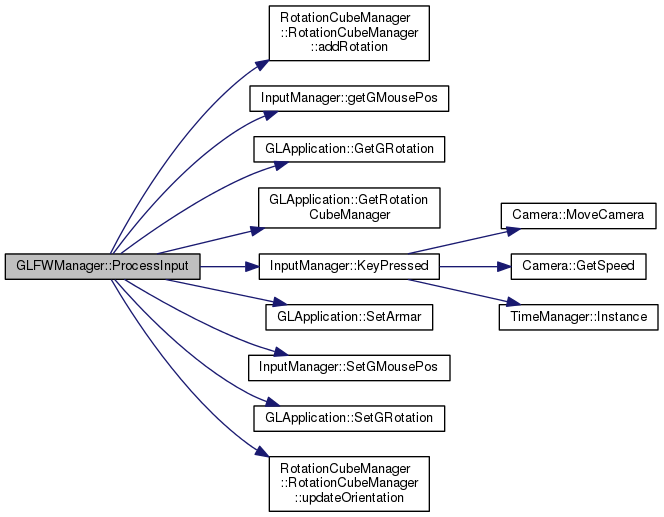 RotationCubeManager
::RotationCubeManager
::addRotation
InputManager::getGMousePos
GLApplication::GetGRotation
GLApplication::GetRotation
CubeManager
Camera::MoveCamera
GLFWManager::ProcessInput
InputManager::KeyPressed
Camera::GetSpeed
GLApplication::SetArmar
TimeManager::Instance
InputManager::SetGMousePos
GLApplication::SetGRotation
RotationCubeManager
::RotationCubeManager
::updateOrientation